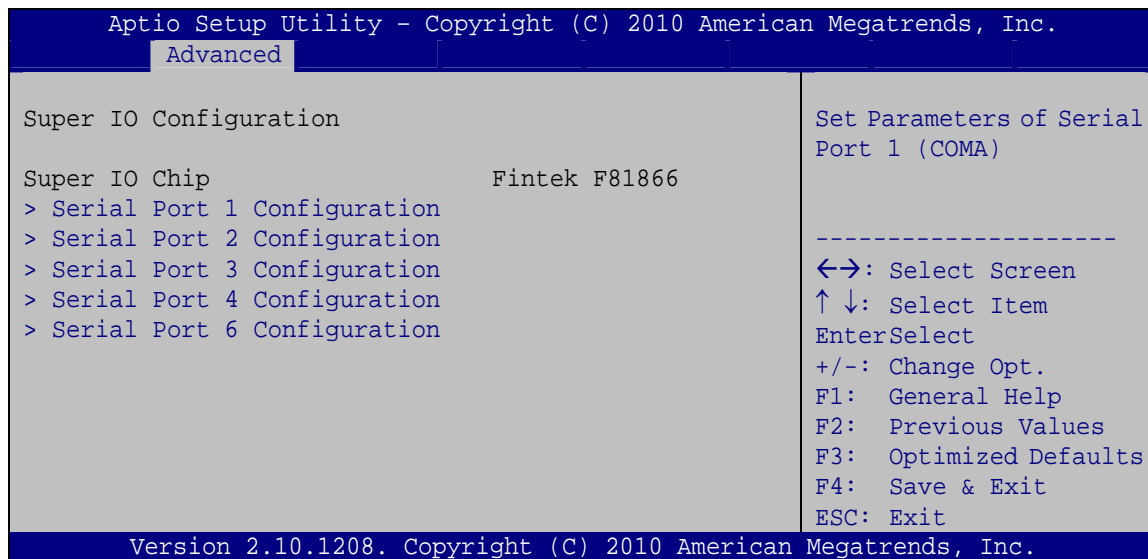 Aptio Setup Utility – Copyright (C) 2010 American Megatrends, Inc.
Advanced
Super IO Configuration
Super IO Chip Fintek F81866
> Serial Port 1 Configuration
> Serial Port 2 Configuration
> Serial Port 3 Configuration
> Serial Port 4 Configuration
> Serial Port 6 Configuration
Set Parameters of Serial
Port 1 (COMA)
---------------------
←→: Select Screen
↑ ↓: Select Item
EnterSelect
+/-: Change Opt.
F1: General Help
F2: Previous Values
F3: Optimized Defaults
F4: Save & Exit
ESC: Exit
Version 2.10.1208. Copyright (C) 2010 American Megatrends, Inc.